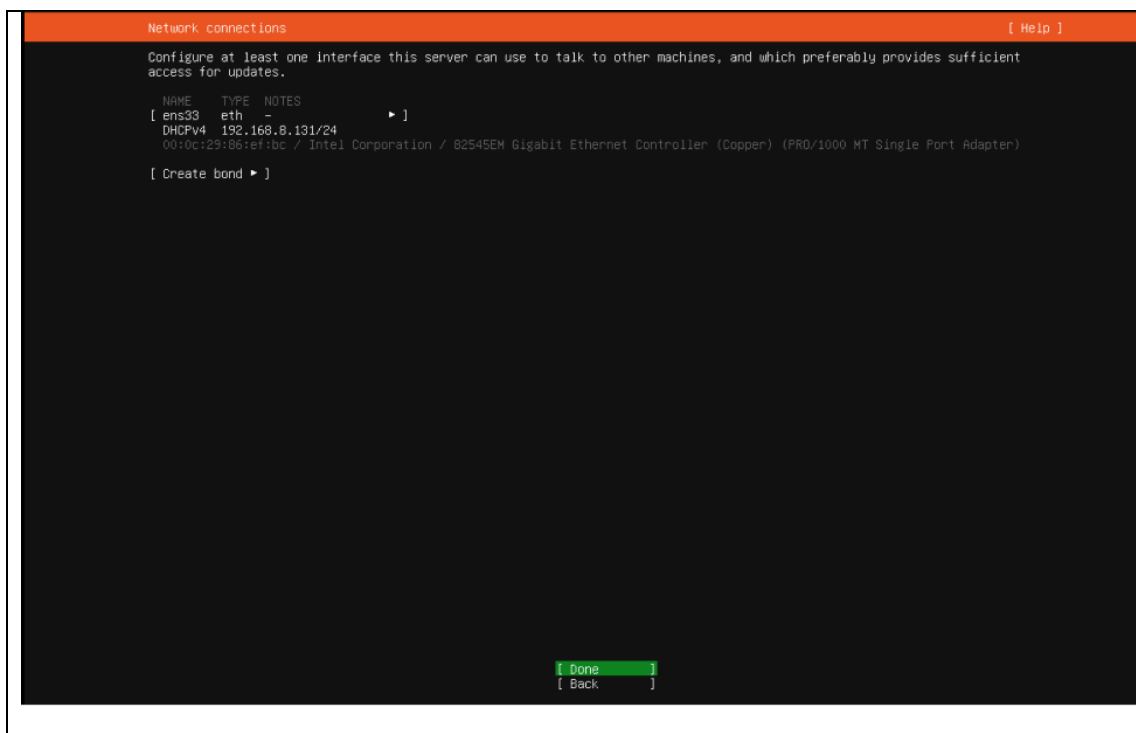 Network connections [ Help ]
Configure at least one interface this server can use to talk to other machines, and which preferably provides sufficient
access for updates.
NAME TYPE NOTES
[ ens33 eth - ▸ ]
DHCPv4 192.168.8.131/24
00:0c:29:86:ef:bc / Intel Corporation / 82545EM Gigabit Ethernet Controller (Copper) (PRO/1000 MT Single Port Adapter)
[ Create bond ▸ ]
[ Done ]
[ Back ]